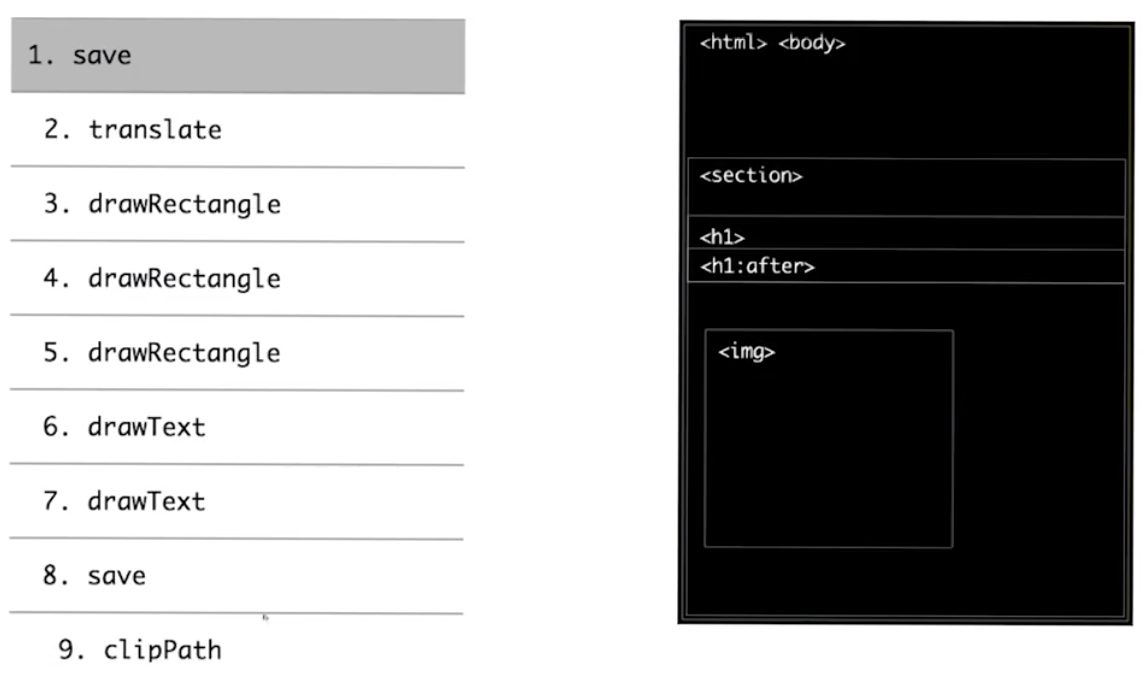 1. save
2. translate
3. drawRectangle
4. drawRectangle
5. drawRectangle
6. drawText
7. drawText
8. save
9. clipPath
<html> <body>
<section>
<h1>
<h1:after>
<img>